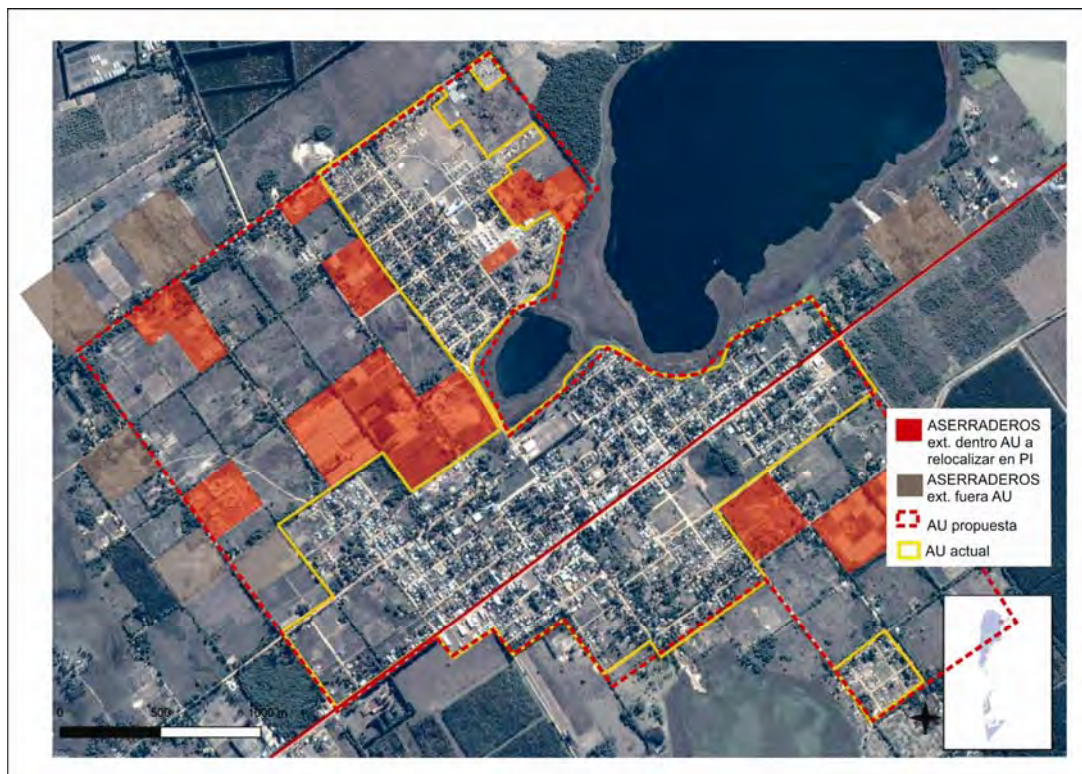 ASERRADEROS
ext. dentro AU a
relocalizar en PI
ASERRADEROS
ext. fuera AU
AU propuesta
AU actual
0 500 1000 m